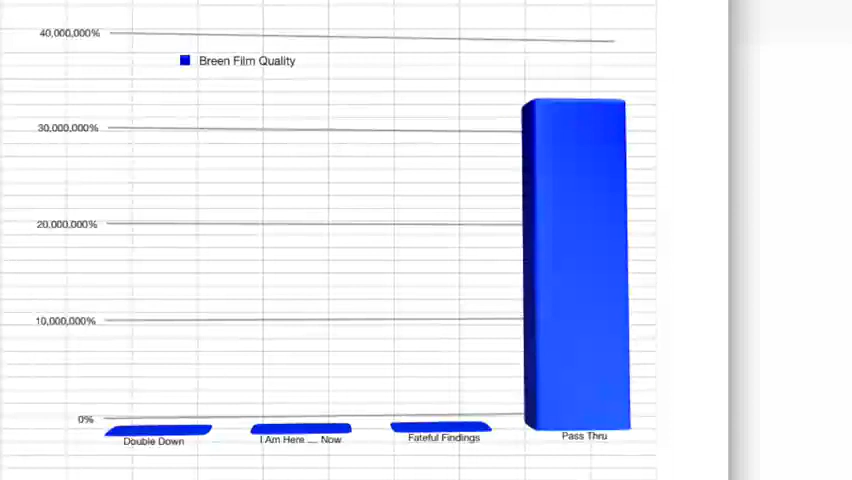 40,000,000%
Breen Film Quality
30,000,000%
20,000,000%
10,000,000%
0%
Double Down
I Am Here .... Now
Fateful Findings
Pass Thru